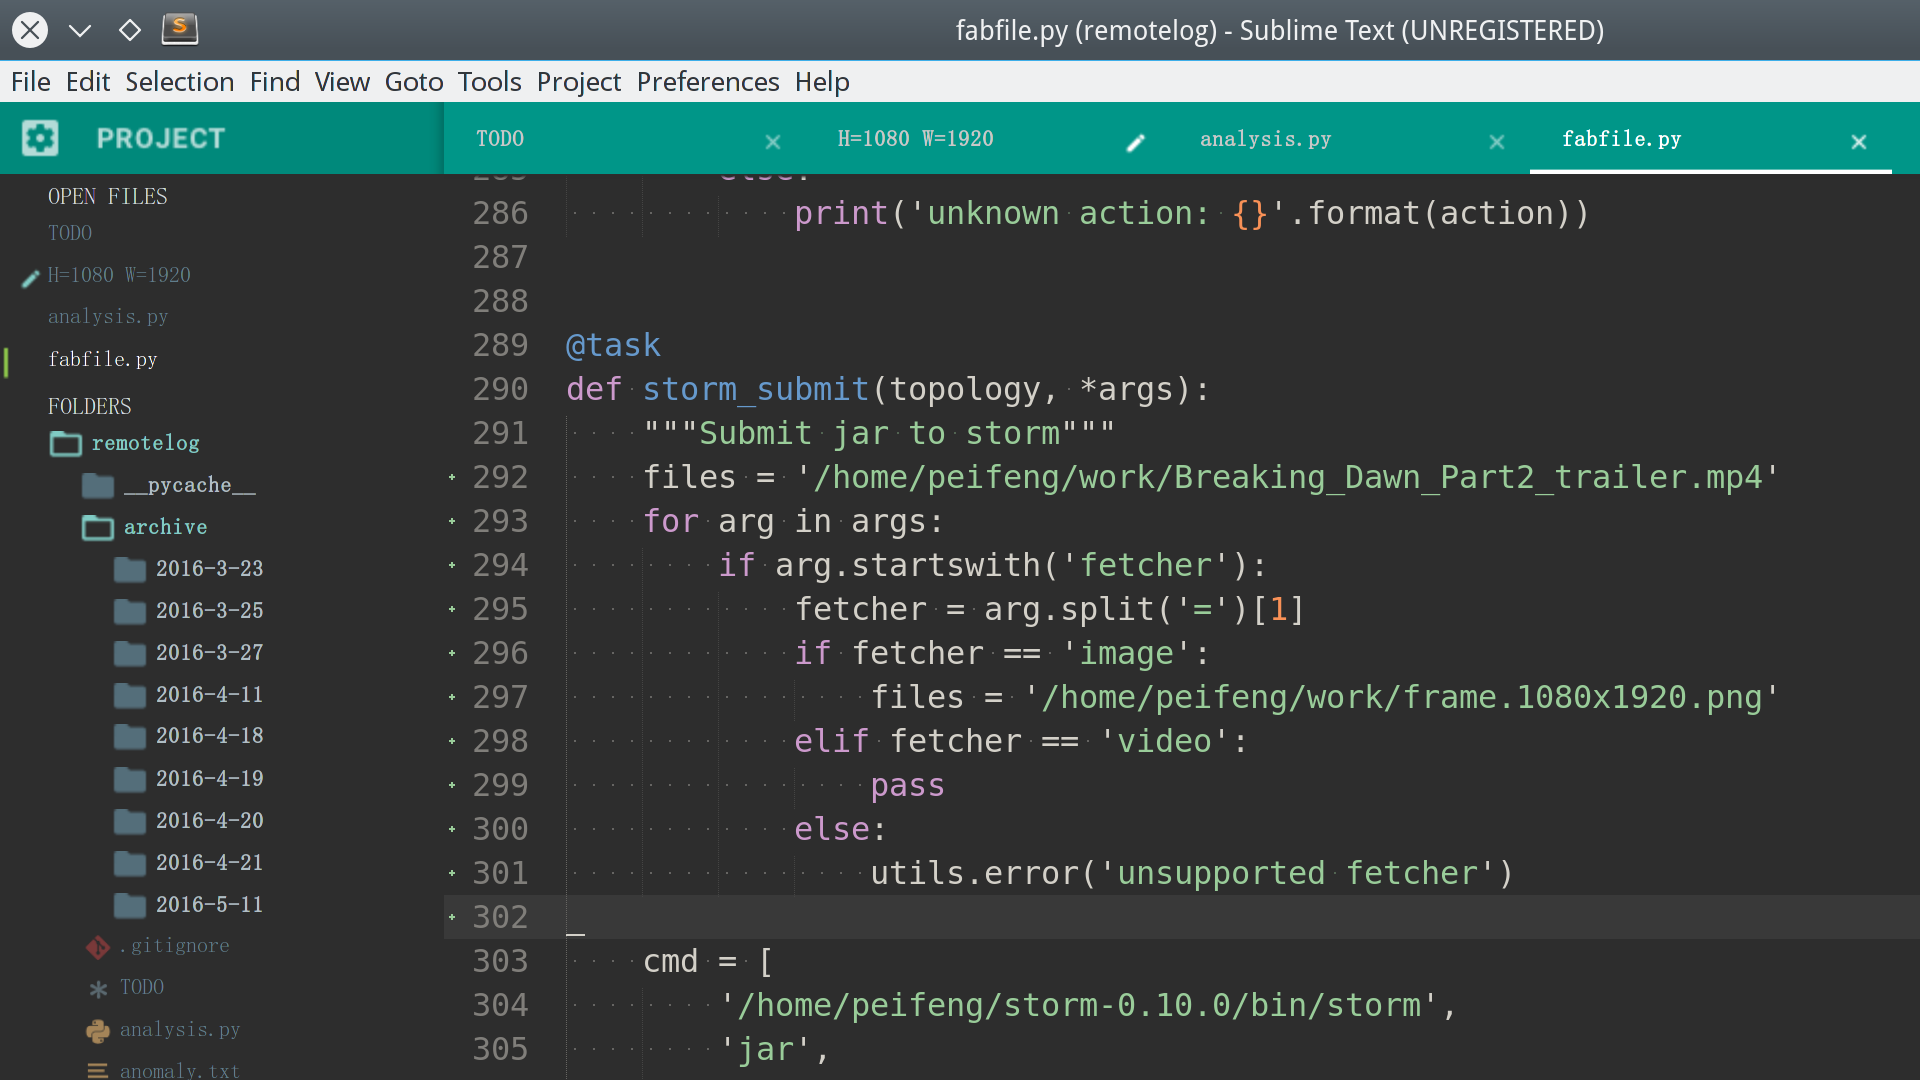 S
fabfile.py (remotelog) - Sublime Text (UNREGISTERED)
File Edit Selection Find View Goto Tools Project Preferences Help
PROJECT
TODO
H=1080 W=1920
analysis.py
fabfile.py
OPEN FILES
TODO
H=1080 W=1920
analysis.py
fabfile.py
FOLDERS
remotelog
__pycache__
archive
2016-3-23
2016-3-25
2016-3-27
2016-4-11
2016-4-18
2016-4-19
2016-4-20
2016-4-21
2016-5-11
.gitignore
TODO
analysis.py
anomaly.txt
285 else:
286 print('unknown action: {}'.format(action))
287
288
289 @task
290 def storm_submit(topology, *args):
291 """Submit jar to storm"""
292 files = '/home/peifeng/work/Breaking_Dawn_Part2_trailer.mp4'
293 for arg in args:
294 if arg.startswith('fetcher'):
295 fetcher = arg.split('=')[1]
296 if fetcher == 'image':
297 files = '/home/peifeng/work/frame.1080x1920.png'
298 elif fetcher == 'video':
299 pass
300 else:
301 utils.error('unsupported fetcher')
302
303 cmd = [
304 '/home/peifeng/storm-0.10.0/bin/storm',
305 'jar',